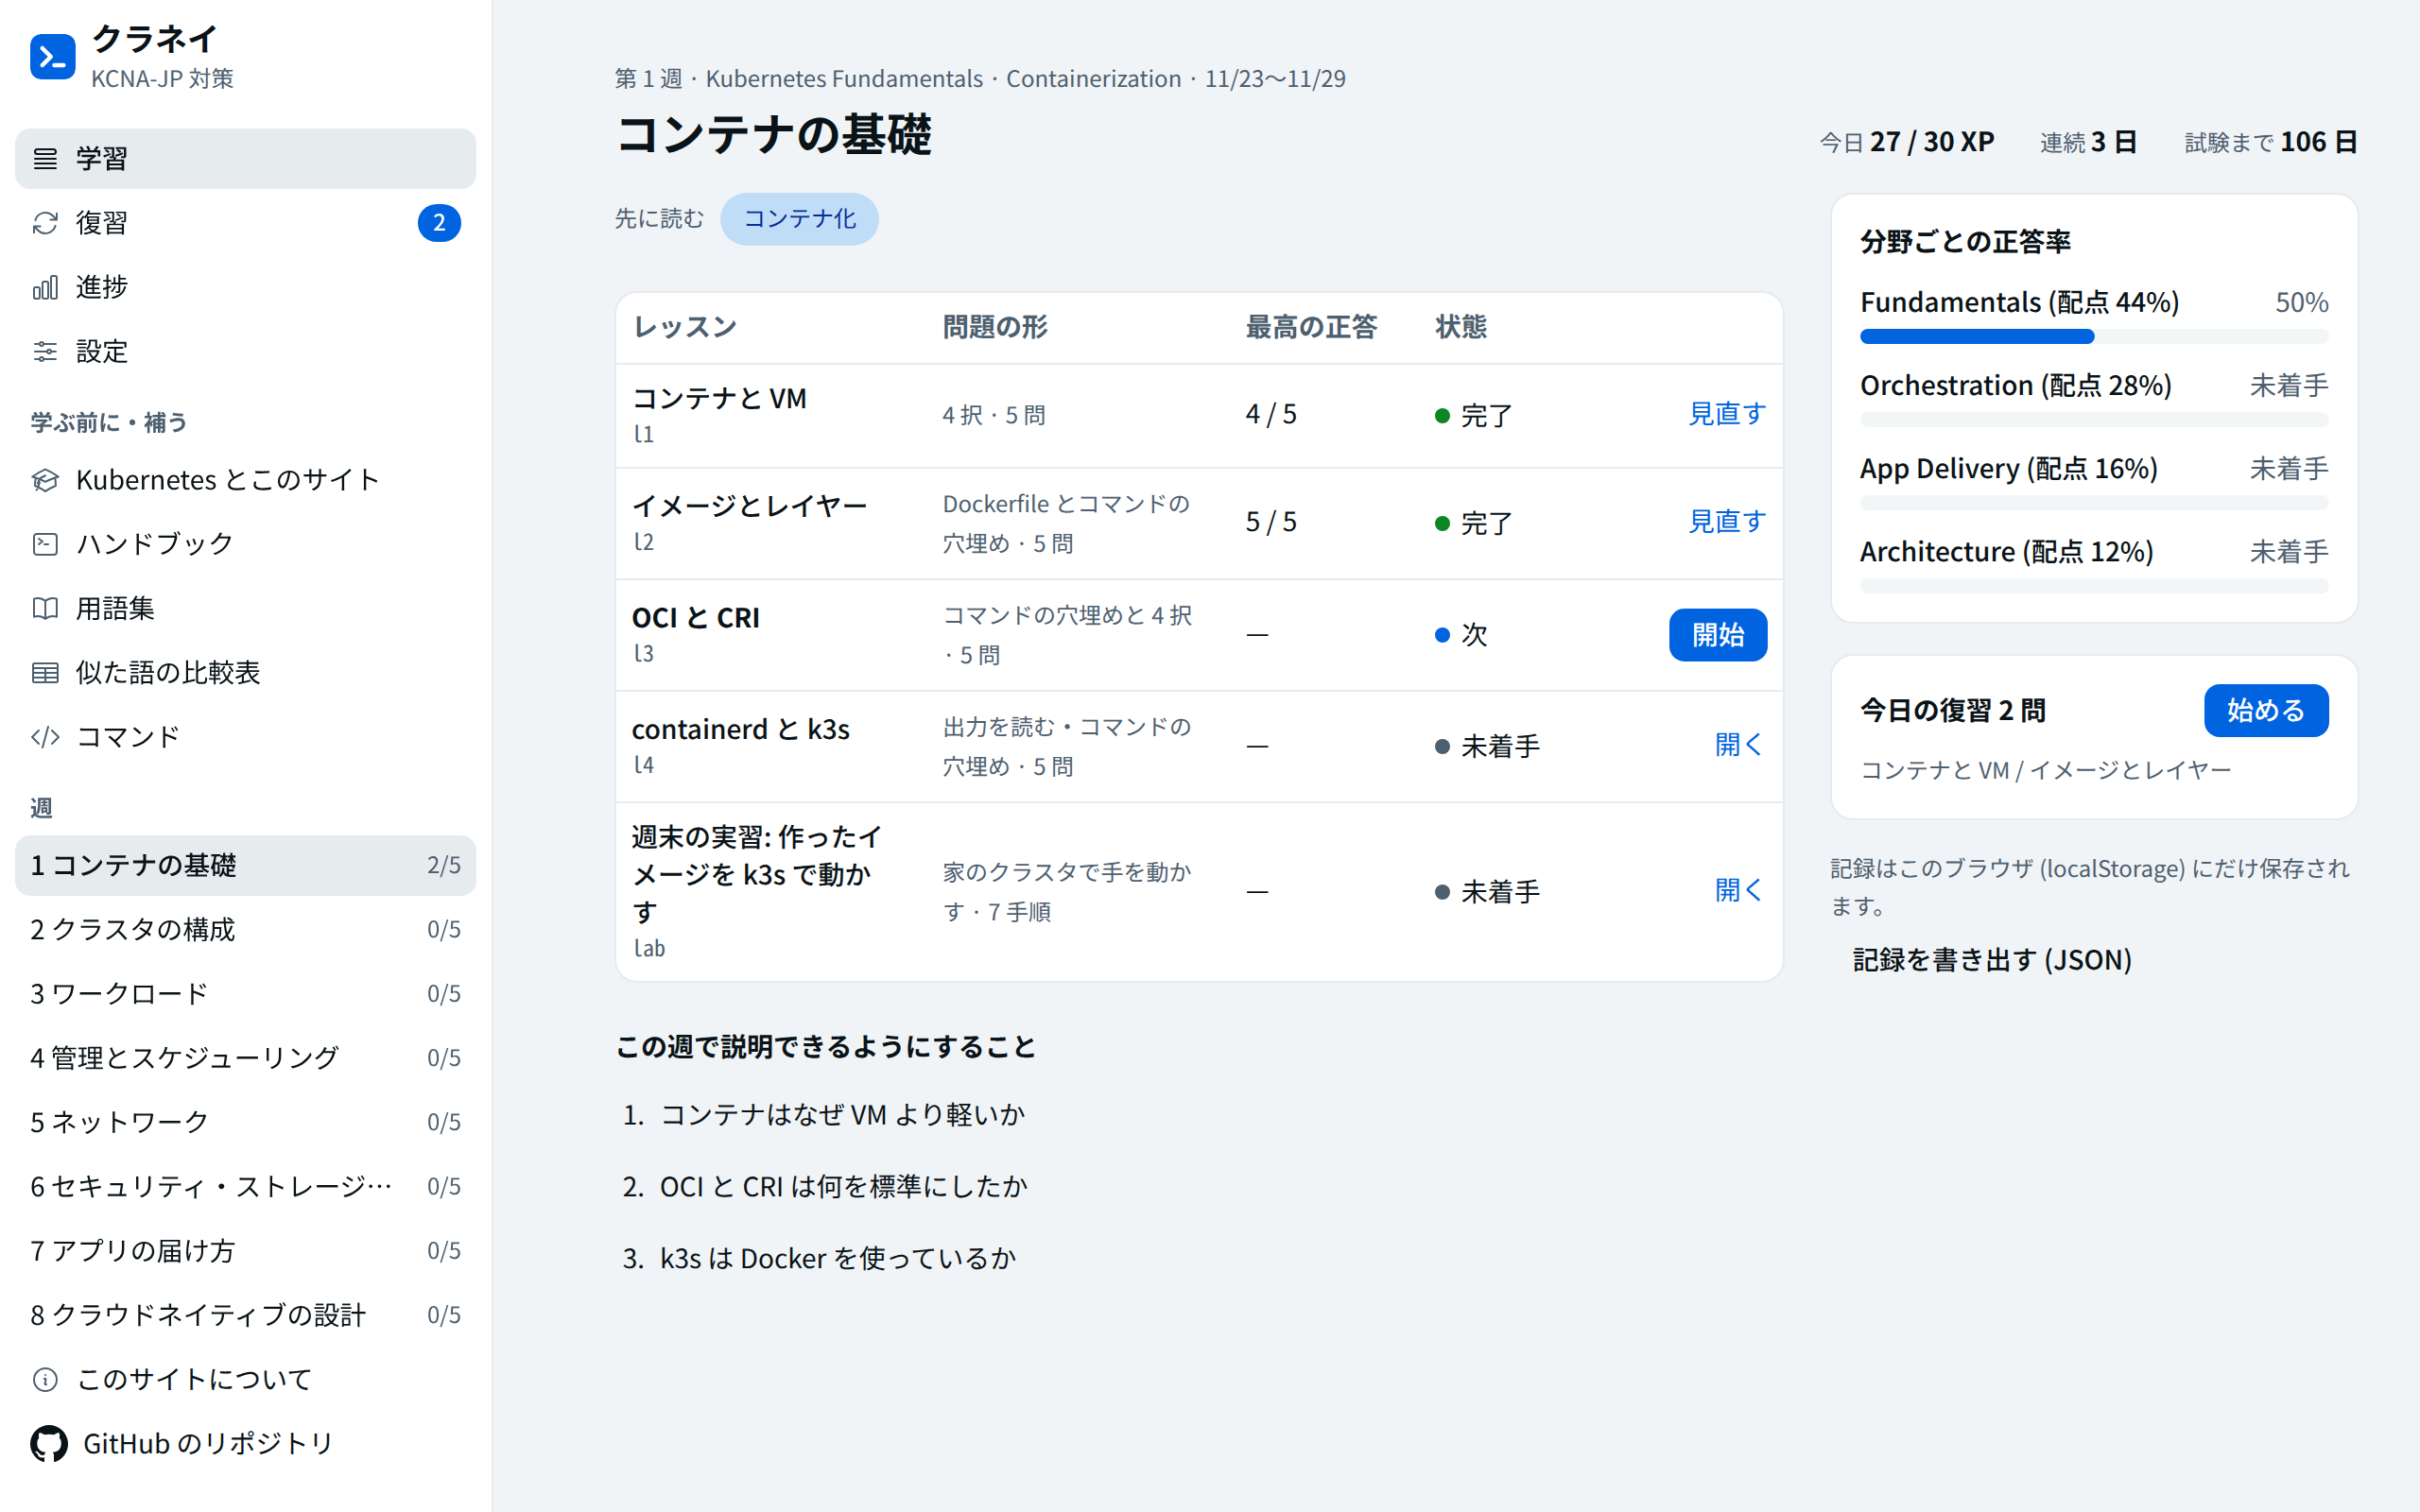 クラネイ
KCNA-JP 対策
学習
復習 2
進捗
設定
学ぶ前に・補う
Kubernetes とこのサイト
ハンドブック
用語集
似た語の比較表
コマンド
週
1 コンテナの基礎 2/5
2 クラスタの構成 0/5
3 ワークロード 0/5
4 管理とスケジューリング 0/5
5 ネットワーク 0/5
6 セキュリティ・ストレージ… 0/5
7 アプリの届け方 0/5
8 クラウドネイティブの設計 0/5
このサイトについて
GitHub のリポジトリ
第 1 週 · Kubernetes Fundamentals · Containerization · 11/23〜11/29
コンテナの基礎
今日 27 / 30 XP 連続 3 日 試験まで 106 日
先に読む コンテナ化
レッスン 問題の形 最高の正答 状態
コンテナと VM
l1
4 択 · 5 問
4 / 5
完了
見直す
イメージとレイヤー
l2
Dockerfile とコマンドの
穴埋め · 5 問
5 / 5
完了
見直す
OCI と CRI
l3
コマンドの穴埋めと 4 択
· 5 問
—
次
開始
containerd と k3s
l4
出力を読む・コマンドの
穴埋め · 5 問
—
未着手
開く
週末の実習: 作ったイ
メージを k3s で動か
す
lab
家のクラスタで手を動か
す · 7 手順
—
未着手
開く
この週で説明できるようにすること
1. コンテナはなぜ VM より軽いか
2. OCI と CRI は何を標準にしたか
3. k3s は Docker を使っているか
分野ごとの正答率
Fundamentals (配点 44%) 50%
Orchestration (配点 28%) 未着手
App Delivery (配点 16%) 未着手
Architecture (配点 12%) 未着手
今日の復習 2 問 始める
コンテナと VM / イメージとレイヤー
記録はこのブラウザ (localStorage) にだけ保存され
ます。
記録を書き出す (JSON)